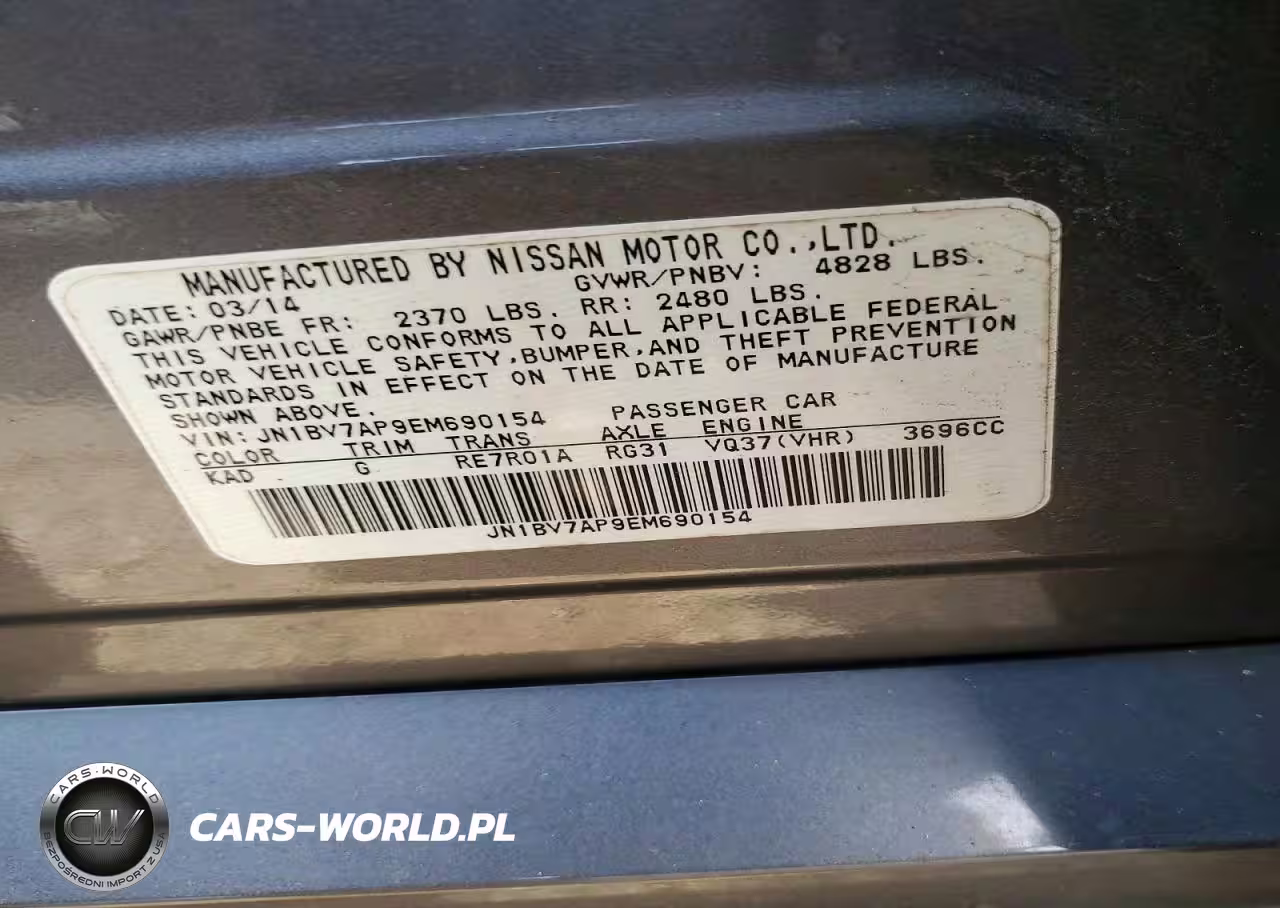 MANUFACTURED BY NISSAN MOTOR CO.,LTD.
DATE: 03/14 GVWR/PNBV: 4828 LBS.
GAWR/PNBE FR: 2370 LBS. RR: 2480 LBS.
THIS VEHICLE CONFORMS TO ALL APPLICABLE FEDERAL
MOTOR VEHICLE SAFETY,BUMPER,AND THEFT PREVENTION
STANDARDS IN EFFECT ON THE DATE OF MANUFACTURE
SHOWN ABOVE.
VIN: JN1BV7AP9EM690154 PASSENGER CAR
COLOR TRIM TRANS AXLE ENGINE
KAD G RE7R01A RG31 VQ37(VHR) 3696CC
JN1BV7AP9EM690154
CARS-WORLD
CW
BEZPOŚREDNI IMPORT Z USA
CARS-WORLD.PL